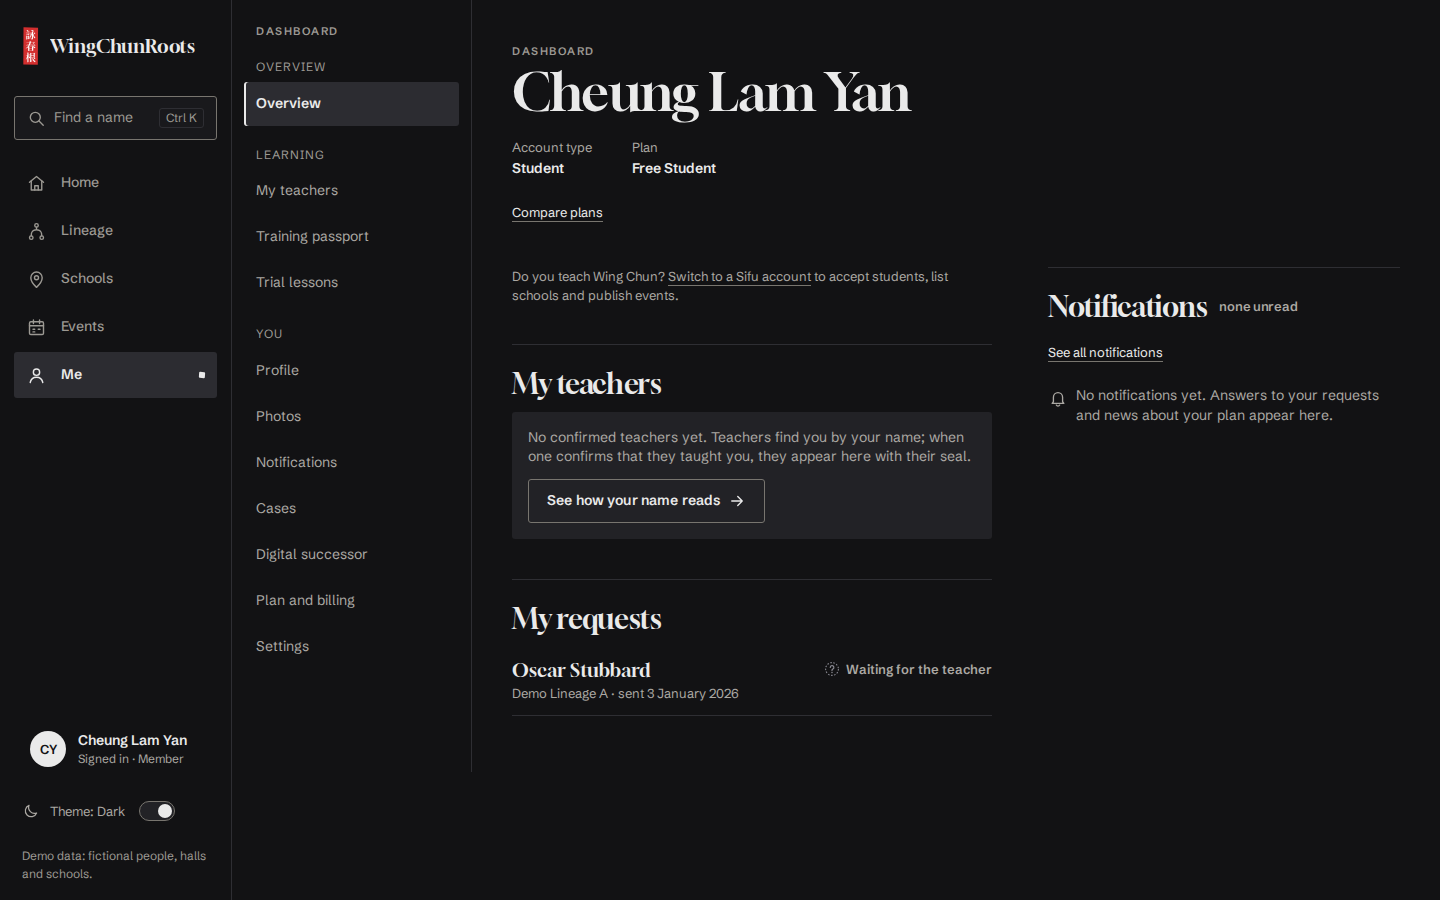 詠春根
WingChunRoots
Find a name
Ctrl K
Home
Lineage
Schools
Events
Me
CY
Cheung Lam Yan
Signed in · Member
Theme: Dark
Demo data: fictional people, halls
and schools.
DASHBOARD
OVERVIEW
Overview
LEARNING
My teachers
Training passport
Trial lessons
YOU
Profile
Photos
Notifications
Cases
Digital successor
Plan and billing
Settings
DASHBOARD
Cheung Lam Yan
Account type
Student
Plan
Free Student
Compare plans
Do you teach Wing Chun? Switch to a Sifu account to accept students, list
schools and publish events.
My teachers
No confirmed teachers yet. Teachers find you by your name; when
one confirms that they taught you, they appear here with their seal.
See how your name reads →
My requests
Oscar Stubbard
Waiting for the teacher
Demo Lineage A · sent 3 January 2026
Notifications
none unread
See all notifications
No notifications yet. Answers to your requests
and news about your plan appear here.